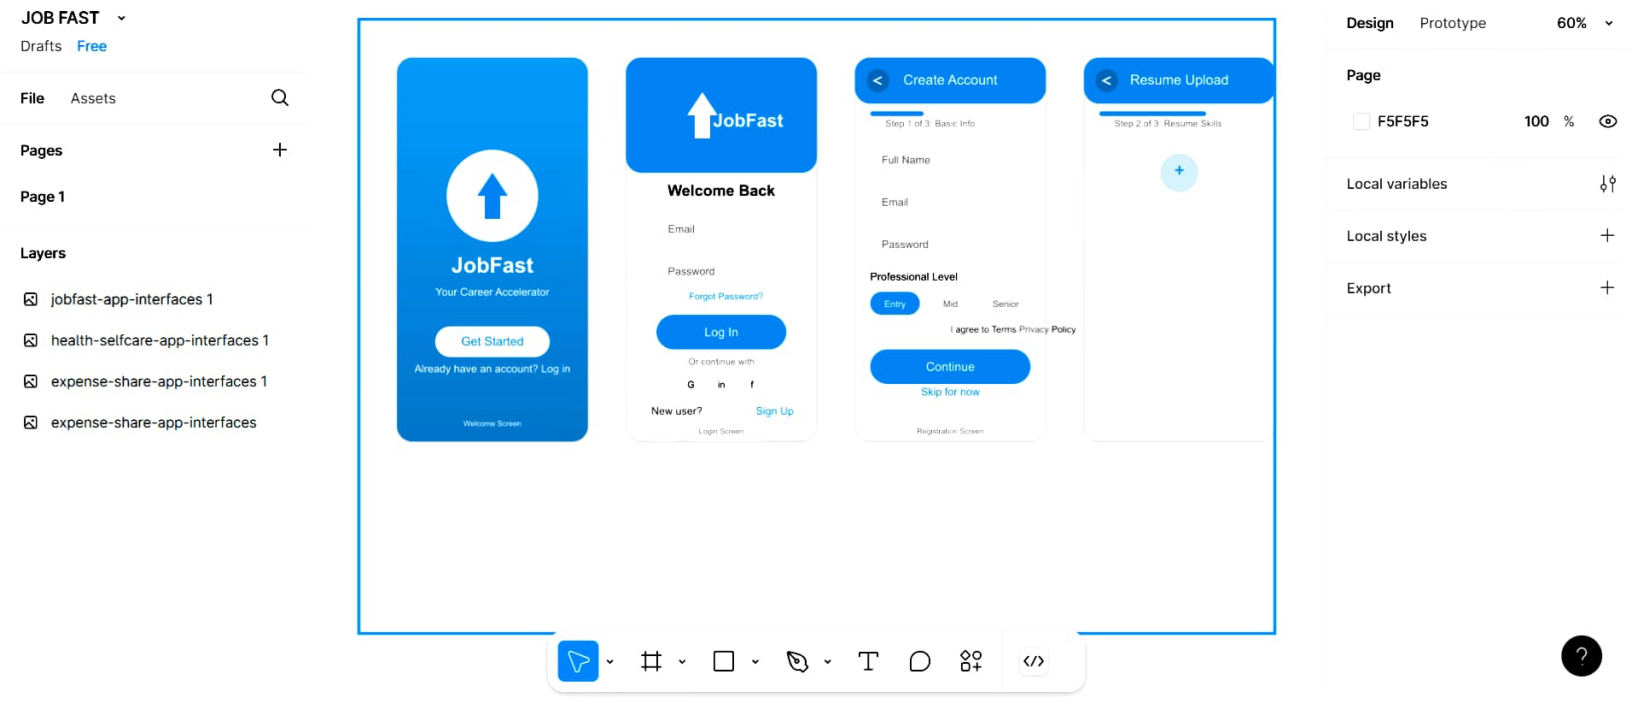 JOB FAST
Drafts Free
File Assets
Pages
Page 1
Layers
jobfast-app-interfaces 1
health-selfcare-app-interfaces 1
expense-share-app-interfaces 1
expense-share-app-interfaces
JobFast
Your Career Accelerator
Get Started
Already have an account? Log in
Welcome Screen
JobFast
Welcome Back
Email
Password
Forgot Password?
Log In
Or continue with
G in f
New user? Sign Up
Login Screen
< Create Account
Step 1 of 3: Basic Info
Full Name
Email
Password
Professional Level
Entry Mid Senior
I agree to Terms Privacy Policy
Continue
Skip for now
Registration Screen
< Resume Upload
Step 2 of 3: Resume Skills
+
Design Prototype 60%
Page
F5F5F5 100 %
Local variables
Local styles
Export
?